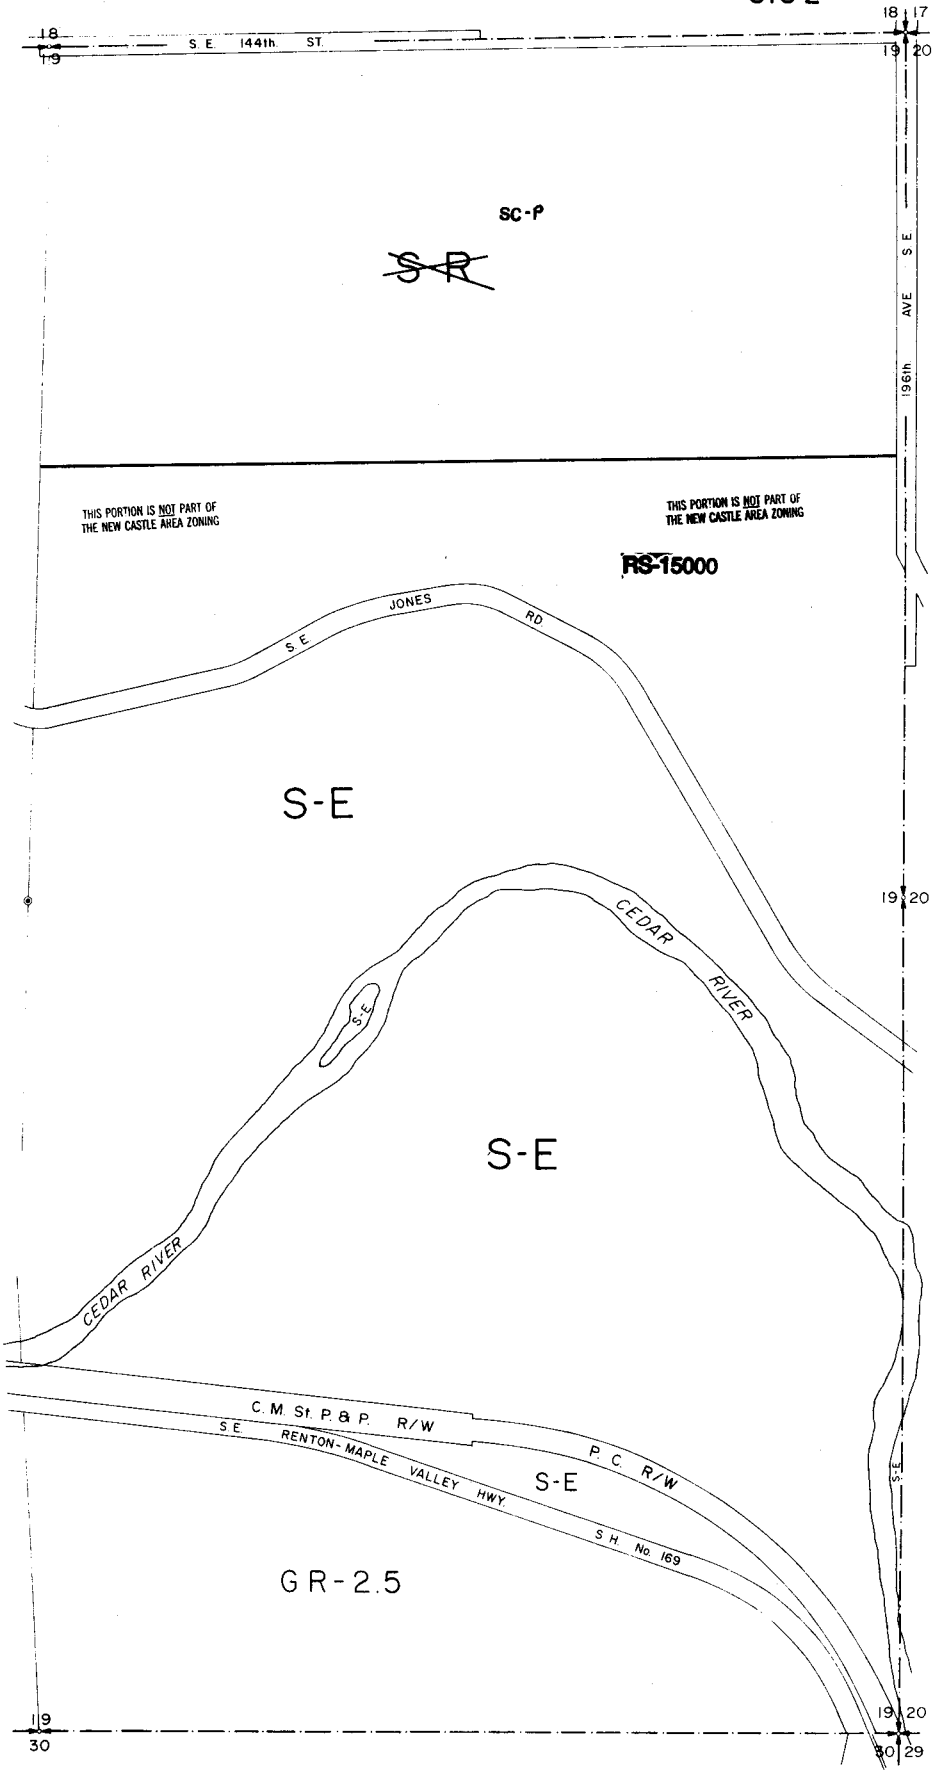 18 17
18
19
S. E. 144th. ST.
19 20
SC-P
S-R
196th AVE S. E.
THIS PORTION IS NOT PART OF
THE NEW CASTLE AREA ZONING
THIS PORTION IS NOT PART OF
THE NEW CASTLE AREA ZONING
RS-15000
S. E. JONES RD.
S-E
19 20
CEDAR RIVER
S-E
S-E
CEDAR RIVER
C. M. St. P. & P. R/W
S. E. RENTON-MAPLE VALLEY HWY.
P. C. R/W
S-E
S-E
S. H. No. 169
GR-2.5
19
30
19 20
30 29